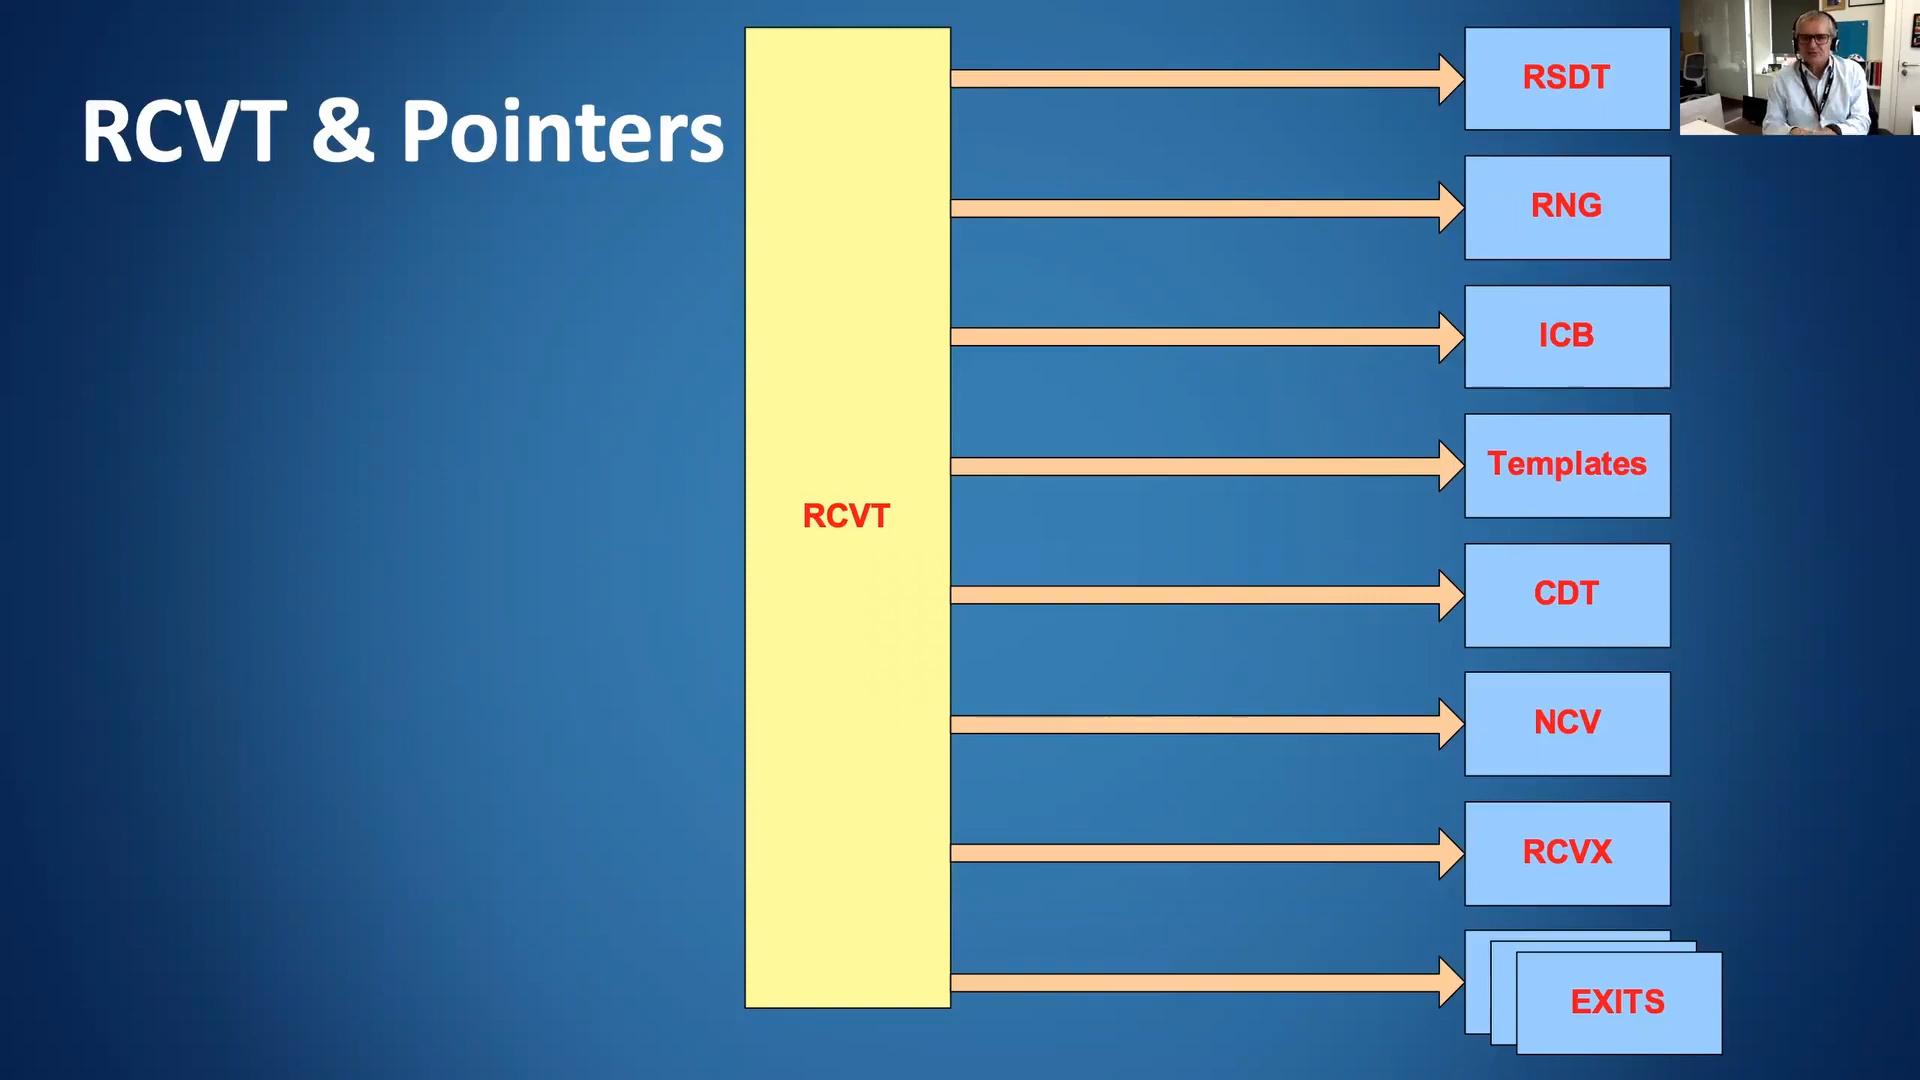 RCVT & Pointers
RCVT
RSDT
RNG
ICB
Templates
CDT
NCV
RCVX
EXITS